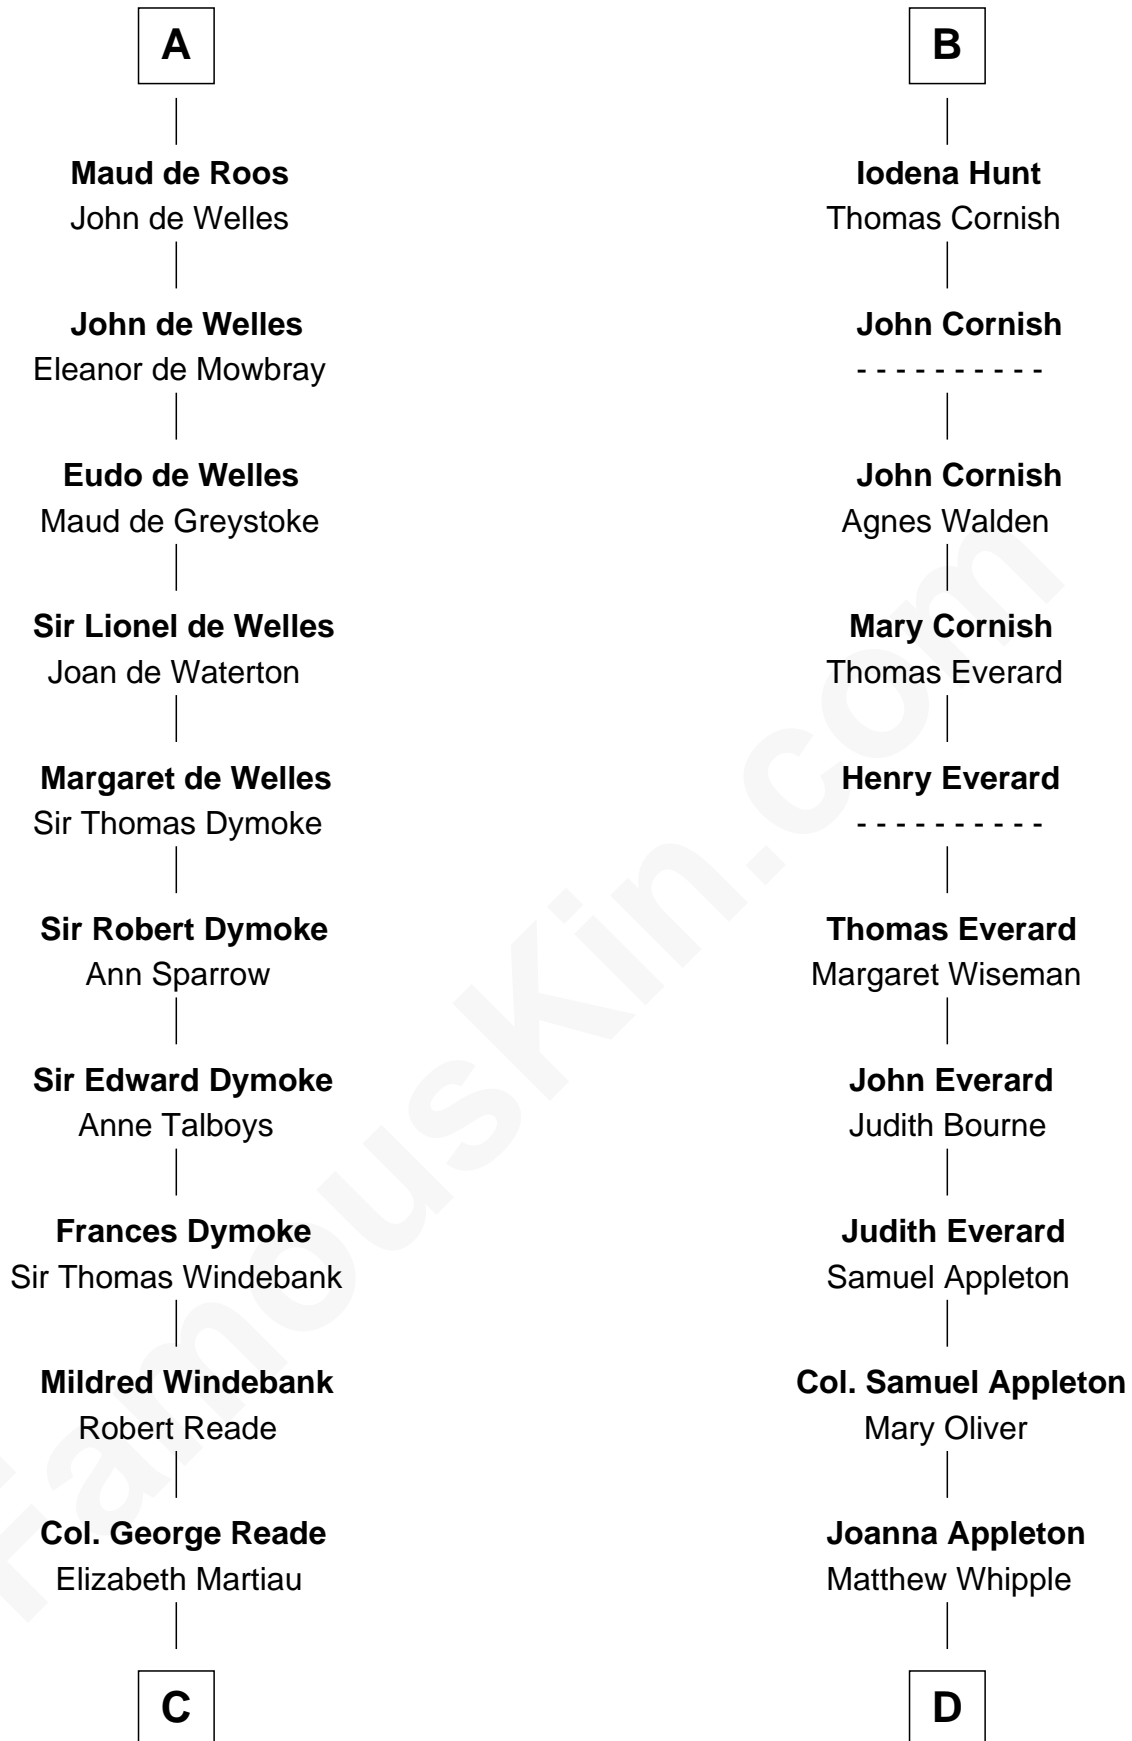 A
Maud de Roos
John de Welles
John de Welles
Eleanor de Mowbray
Eudo de Welles
Maud de Greystoke
Sir Lionel de Welles
Joan de Waterton
Margaret de Welles
Sir Thomas Dymoke
Sir Robert Dymoke
Ann Sparrow
Sir Edward Dymoke
Anne Talboys
Frances Dymoke
Sir Thomas Windebank
Mildred Windebank
Robert Reade
Col. George Reade
Elizabeth Martiau
C
B
Iodena Hunt
Thomas Cornish
John Cornish
- - - - - - - - - -
John Cornish
Agnes Walden
Mary Cornish
Thomas Everard
Henry Everard
- - - - - - - - - -
Thomas Everard
Margaret Wiseman
John Everard
Judith Bourne
Judith Everard
Samuel Appleton
Col. Samuel Appleton
Mary Oliver
Joanna Appleton
Matthew Whipple
D
FamousKin.com